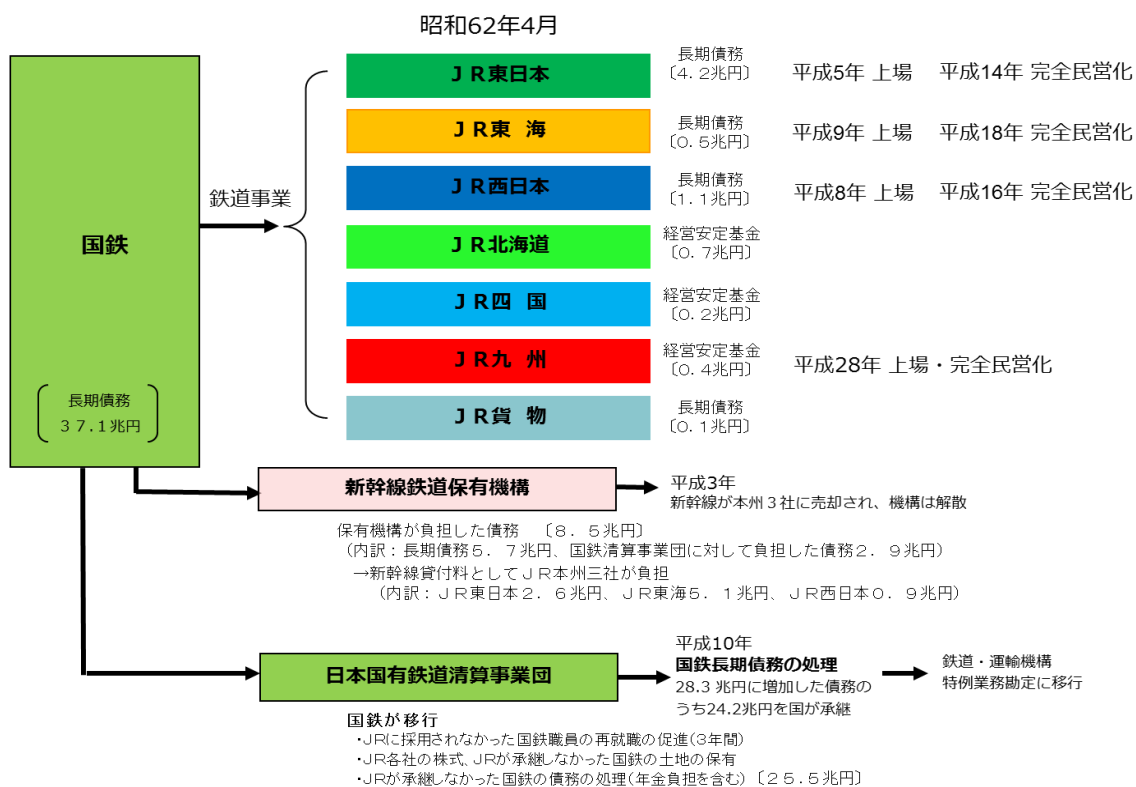 昭和62年4月
国鉄
長期債務
３７.１兆円
鉄道事業
ＪＲ東日本
長期債務
〔４.２兆円〕
平成5年 上場　平成14年 完全民営化
ＪＲ東 海
長期債務
〔０.５兆円〕
平成9年 上場　平成18年 完全民営化
ＪＲ西日本
長期債務
〔１.１兆円〕
平成8年 上場　平成16年 完全民営化
ＪＲ北海道
経営安定基金
〔０.７兆円〕
ＪＲ四 国
経営安定基金
〔０.２兆円〕
ＪＲ九 州
経営安定基金
〔０.４兆円〕
平成28年 上場・完全民営化
ＪＲ貨 物
長期債務
〔０.１兆円〕
新幹線鉄道保有機構
平成3年
新幹線が本州３社に売却され、機構は解散
保有機構が負担した債務　〔８．５兆円〕
（内訳：長期債務５．７兆円、国鉄清算事業団に対して負担した債務２．９兆円）
→新幹線貸付料としてＪＲ本州三社が負担
（内訳：ＪＲ東日本２．６兆円、ＪＲ東海５．１兆円、ＪＲ西日本０．９兆円）
日本国有鉄道清算事業団
平成10年
国鉄長期債務の処理
28.3 兆円に増加した債務の
うち24.2兆円を国が承継
鉄道・運輸機構
特例業務勘定に移行
国鉄が移行
・JRに採用されなかった国鉄職員の再就職の促進(3年間)
・JR各社の株式、JRが承継しなかった国鉄の土地の保有
・JRが承継しなかった国鉄の債務の処理(年金負担を含む)〔２５.５兆円〕